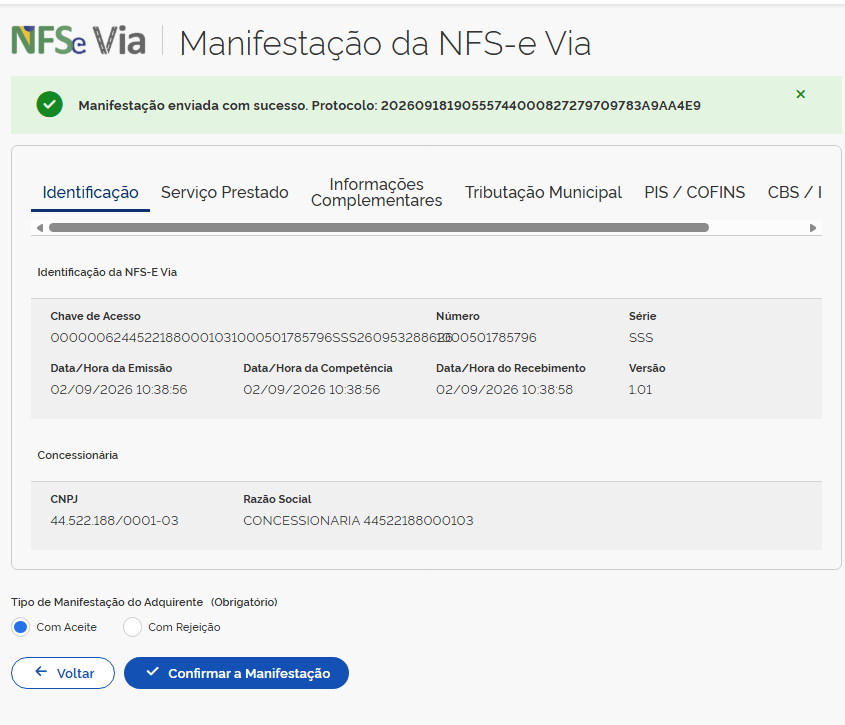 NFSe Via Manifestação da NFS-e Via
Manifestação enviada com sucesso. Protocolo: 20260918190555744000827279709783A9AA4E9
Identificação Serviço Prestado Informações Complementares Tributação Municipal PIS / COFINS CBS / I
Identificação da NFS-E Via
Chave de Acesso Número Série
1000501785796 SSS
Data/Hora da Emissão Data/Hora da Competência Data/Hora do Recebimento Versão
02/09/2026 10:38:56 02/09/2026 10:38:56 02/09/2026 10:38:58 1.01
Concessionária
CNPJ Razão Social
44.522.188/0001-03 CONCESSIONARIA 44522188000103
Tipo de Manifestação do Adquirente (Obrigatório)
Com Aceite Com Rejeição
Voltar Confirmar a Manifestação